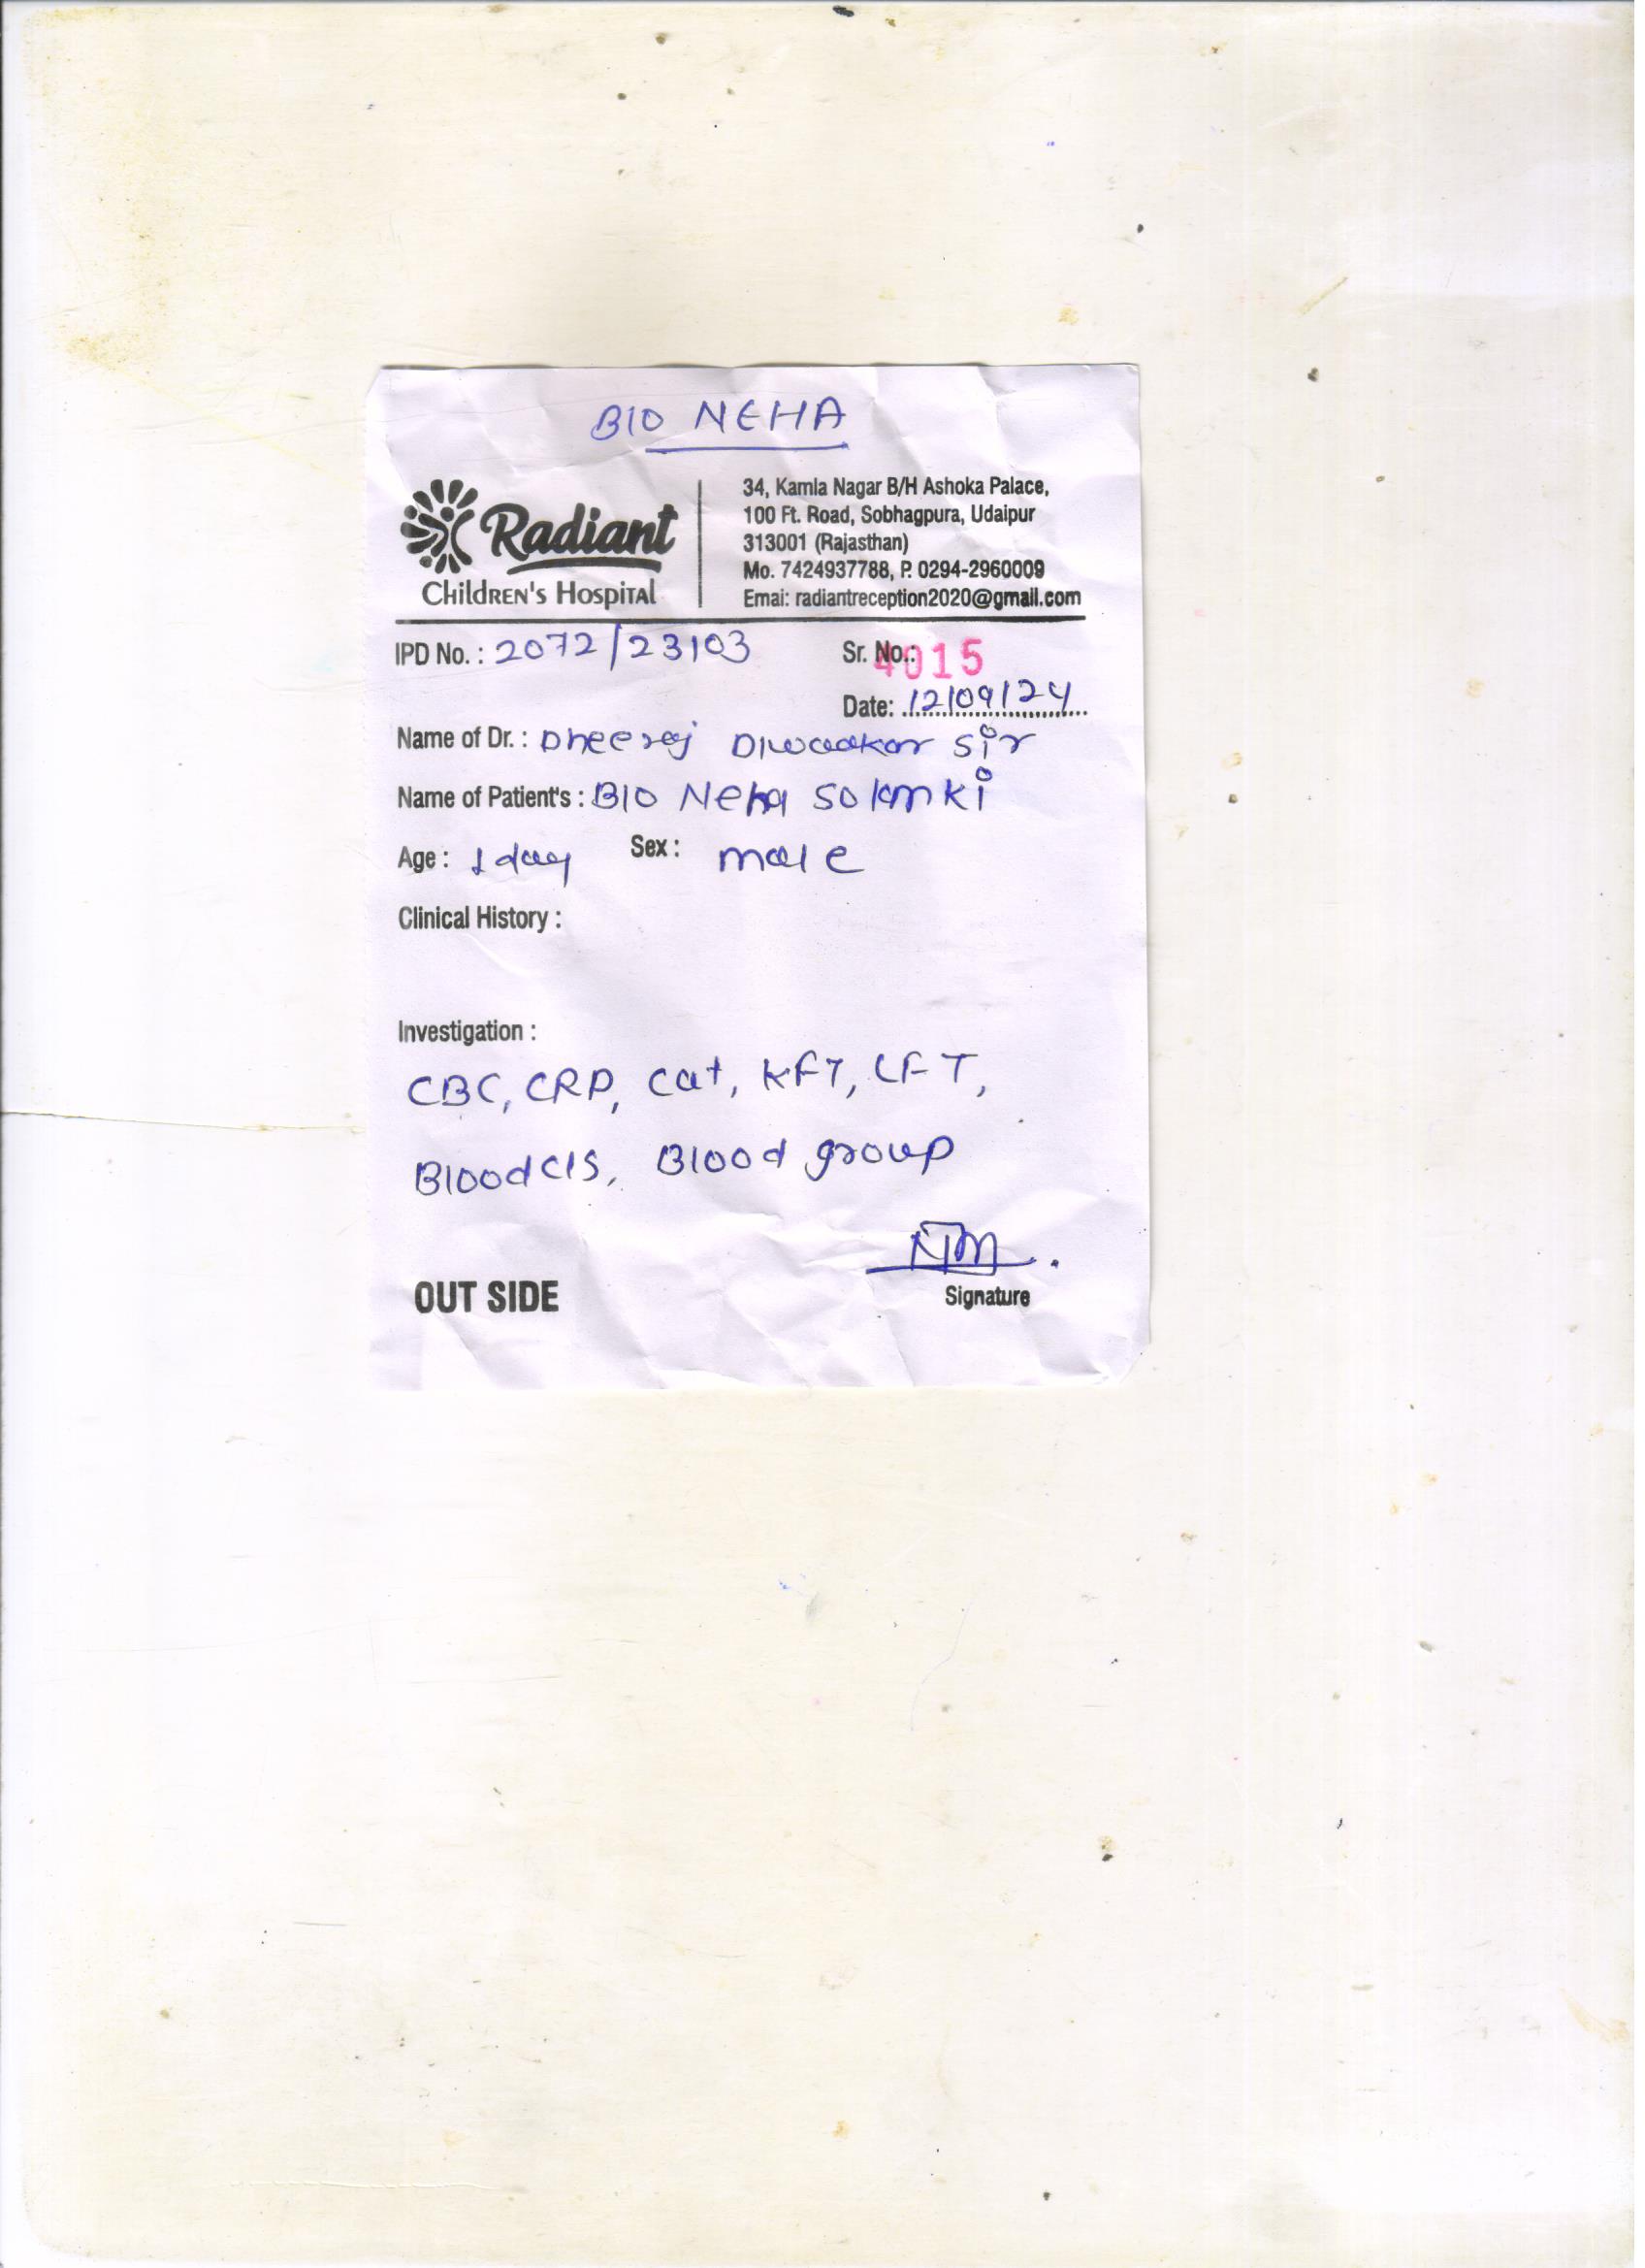 B/O NEHA
Radiant
Children's Hospital
34, Kamla Nagar B/H Ashoka Palace,
100 Ft. Road, Sobhagpura, Udaipur
313001 (Rajasthan)
Mo. 7424937788, P. 0294-2960009
Emai: radiantreception2020@gmail.com
IPD No. : 2072/23103
Sr. No.: 4015
Date: 12/09/24
Name of Dr. : Dheeraj Diwadkar Sir
Name of Patient's : B/O Neha Solanki
Age : 1 day Sex : male
Clinical History :
Investigation :
CBC, CRP, Cat, KFT, LFT,
Blood C/S, Blood group
OUT SIDE
Signature